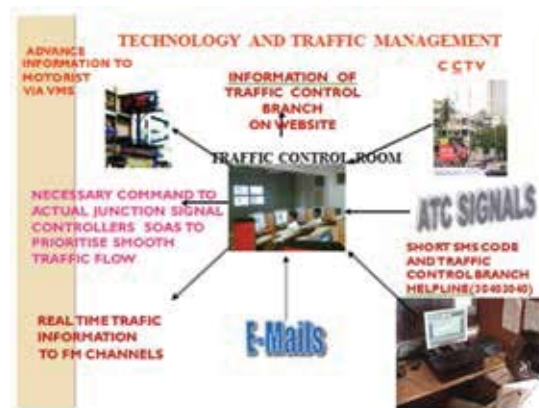 TECHNOLOGY AND TRAFFIC MANAGEMENT
ADVANCE
INFORMATION TO
MOTORIST
VIA VMS
INFORMATION OF
TRAFFIC CONTROL
BRANCH
ON WEBSITE
C C T V
TRAFFIC CONTROL ROOM
NECESSARY COMMAND TO
ACTUAL JUNCTION SIGNAL
CONTROLLERS SOAS TO
PRIORITISE SMOOTH
TRAFFIC FLOW
ATC SIGNALS
SHORT SMS CODE
AND TRAFFIC
CONTROL BRANCH
HELPLINE(30403040)
REAL TIME TRAFIC
INFORMATION
TO FM CHANNELS
E-Mails